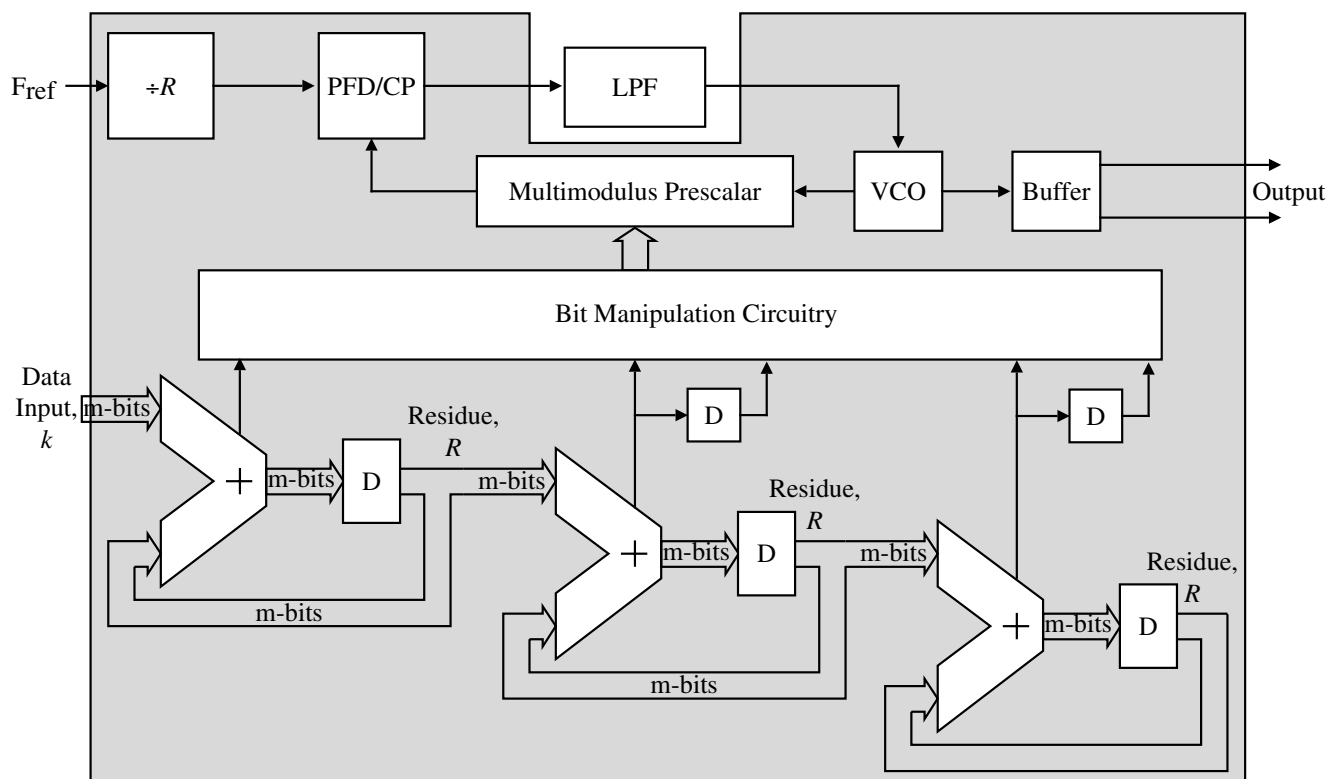 Fref
÷R
PFD/CP
LPF
Multimodulus Prescalar
VCO
Buffer
Output
Bit Manipulation Circuitry
Data
Input,
k
m-bits
+
m-bits
D
Residue,
R
m-bits
m-bits
D
+
m-bits
D
Residue,
R
m-bits
m-bits
D
+
m-bits
D
Residue,
R